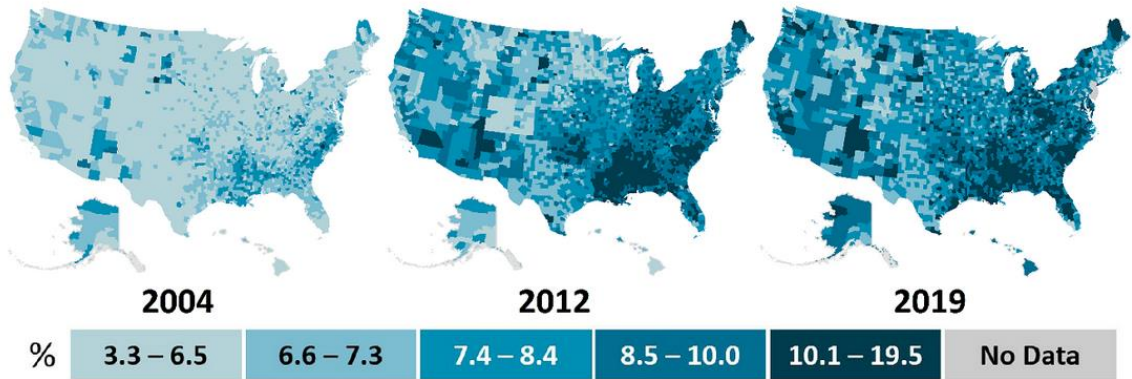 2004 2012 2019
% 3.3 – 6.5 6.6 – 7.3 7.4 – 8.4 8.5 – 10.0 10.1 – 19.5 No Data